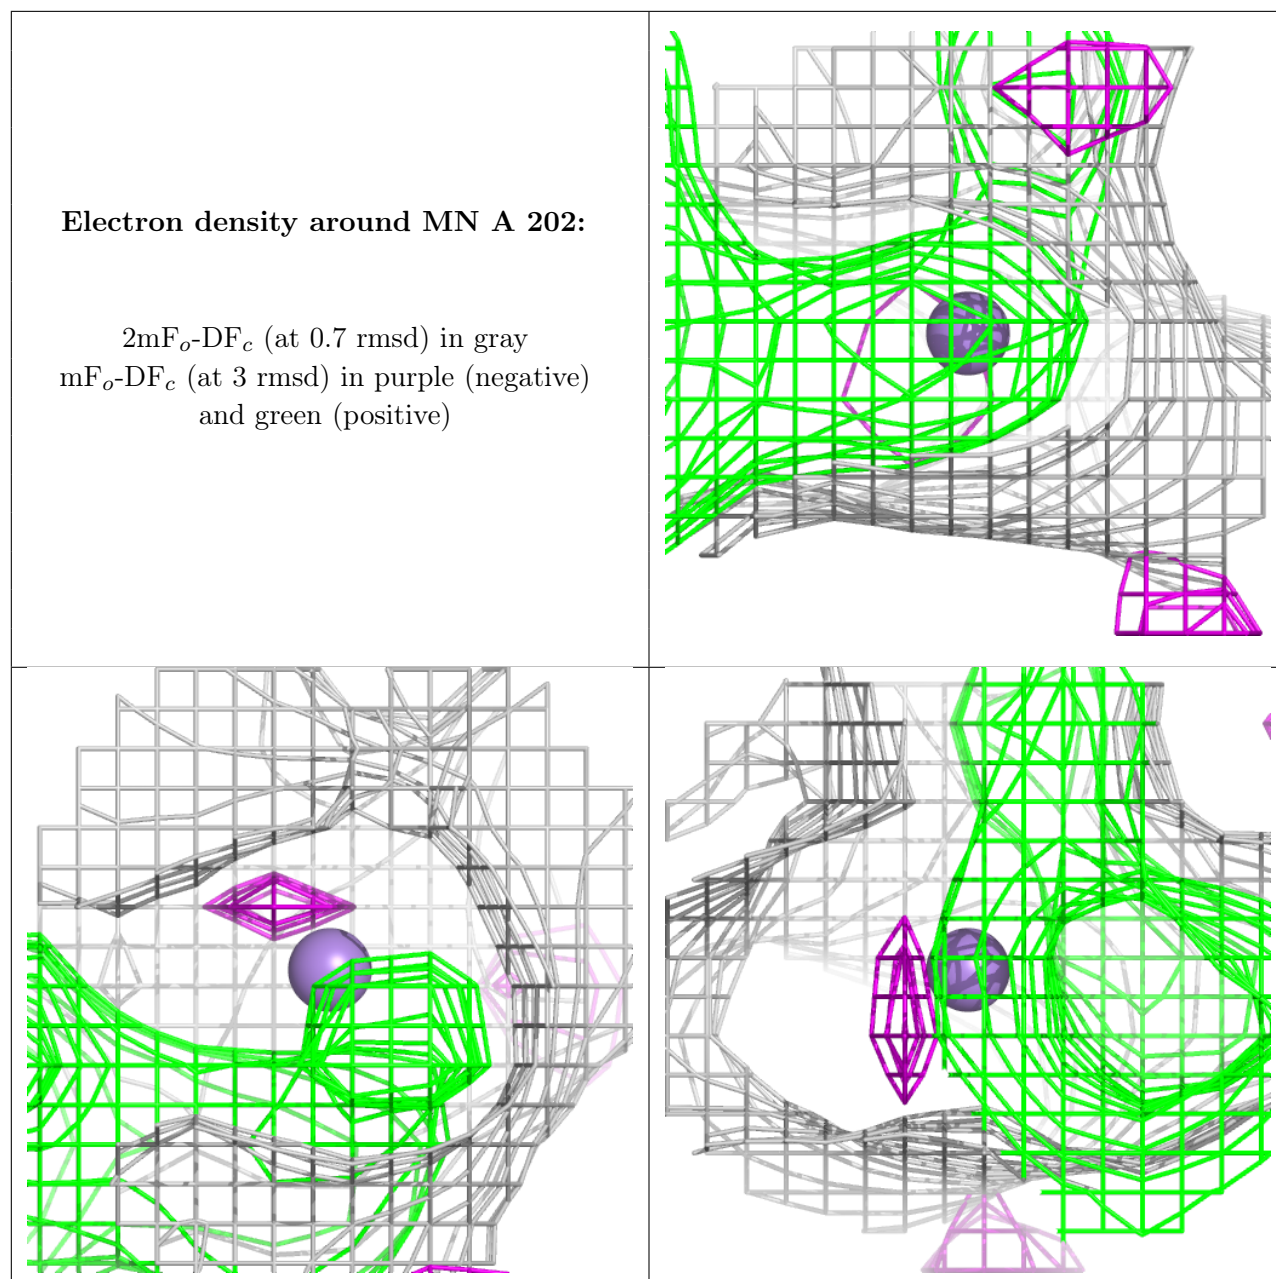 Electron density around MN A 202:
2mFo-DFc (at 0.7 rmsd) in gray
mFo-DFc (at 3 rmsd) in purple (negative)
and green (positive)